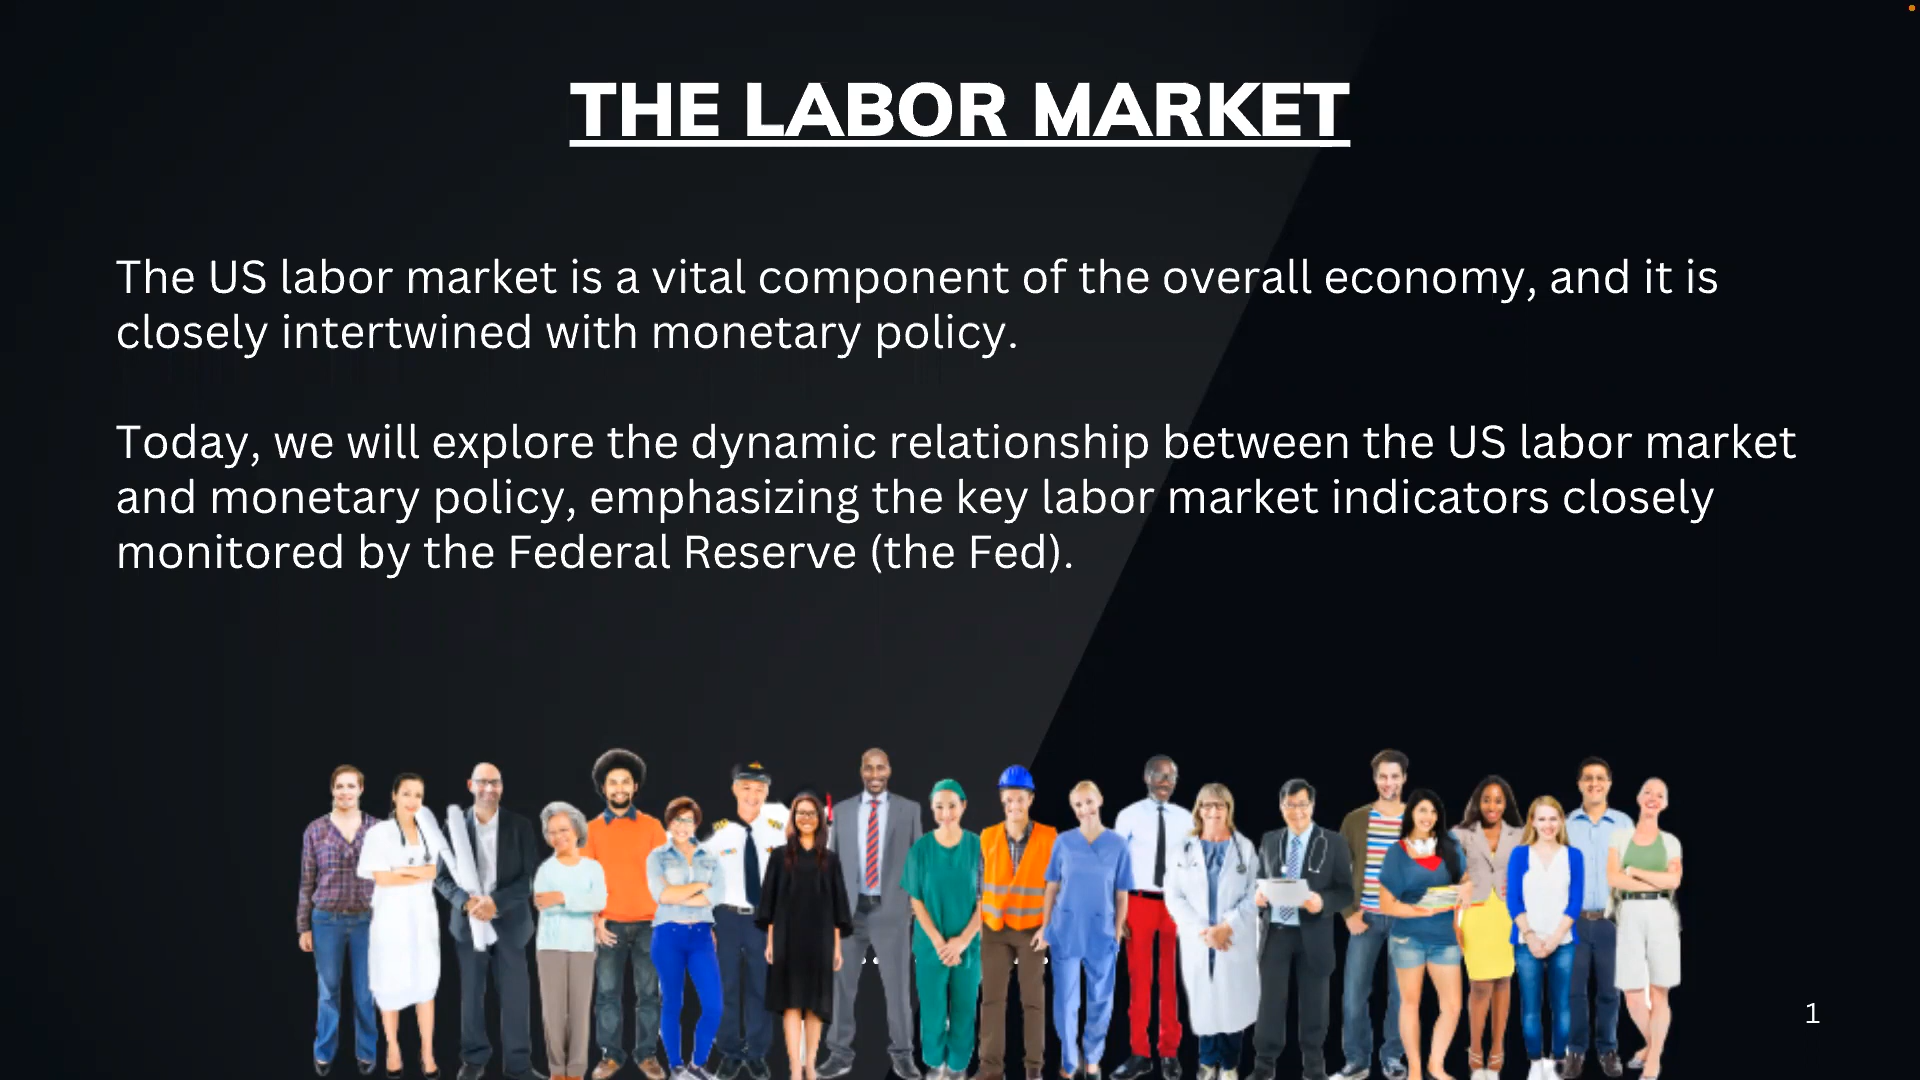 THE LABOR MARKET
The US labor market is a vital component of the overall economy, and it is
closely intertwined with monetary policy.
Today, we will explore the dynamic relationship between the US labor market
and monetary policy, emphasizing the key labor market indicators closely
monitored by the Federal Reserve (the Fed).
1